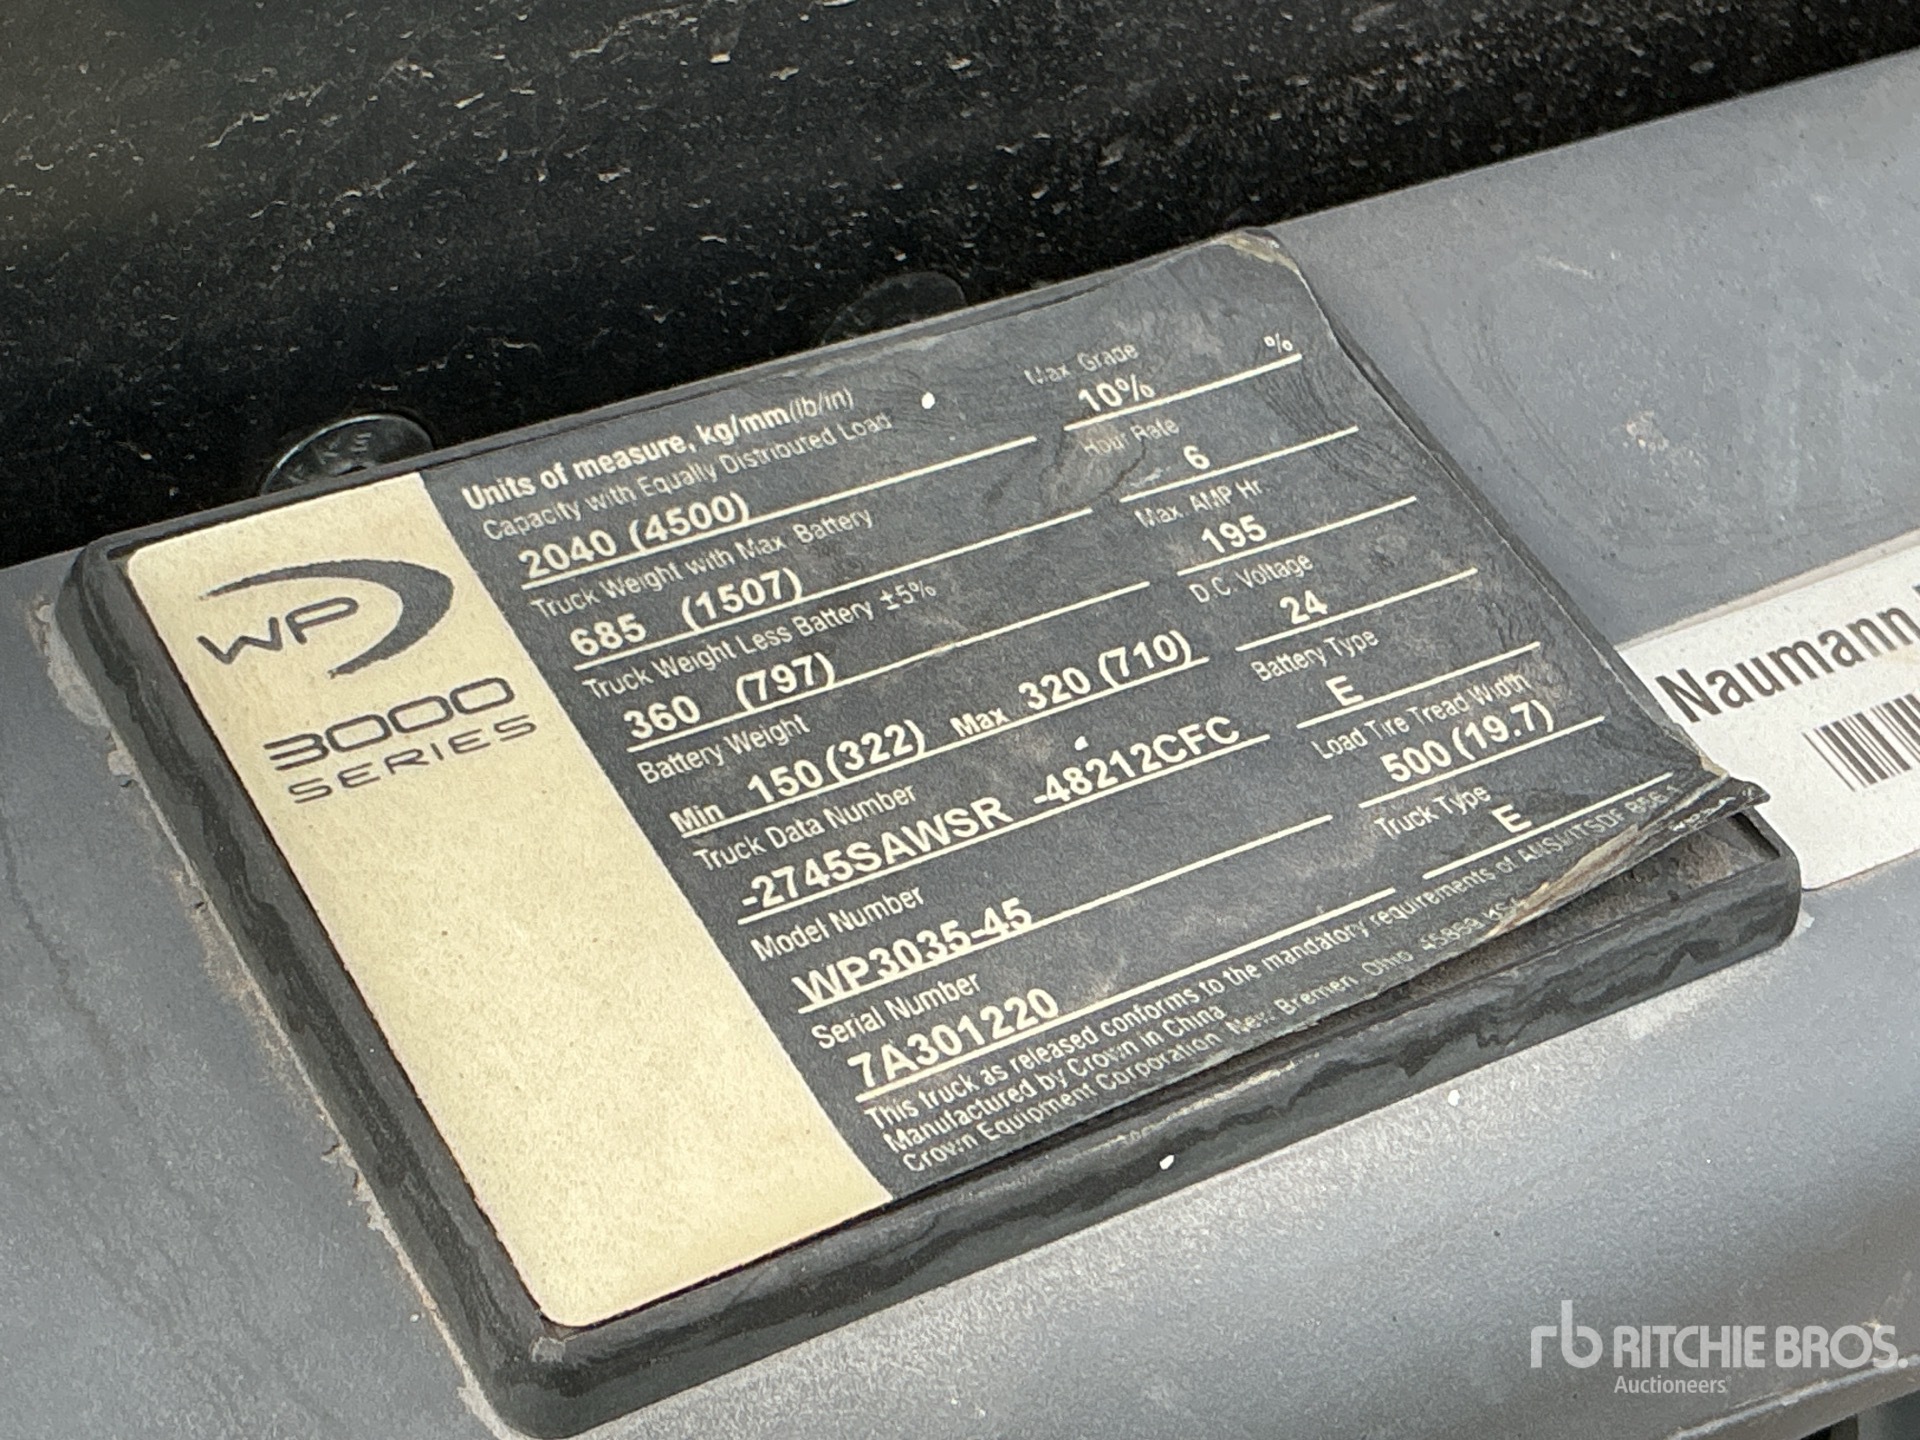 WP
3000
SERIES
Units of measure, kg/mm(lb/in)
Capacity with Equally Distributed Load
2040 (4500)
Max. Grade
10% %
Truck Weight with Max. Battery
685 (1507)
Hour Rate
6
Truck Weight Less Battery ±5%
360 (797)
Max. AMP Hr.
195
Battery Weight
Min 150 (322) Max 320 (710)
D.C. Voltage
24
Truck Data Number
-2745SAWSR -48212CFC
Battery Type
E
Model Number
WP3035-45
Load Tire Tread Width
500 (19.7)
Serial Number
7A301220
Truck Type
E
This truck as released conforms to the mandatory requirements of ANSI/ITSDF B56.1
Manufactured by Crown in China
Crown Equipment Corporation, New Bremen, Ohio 45869
Naumann
rb RITCHIE BROS.
Auctioneers